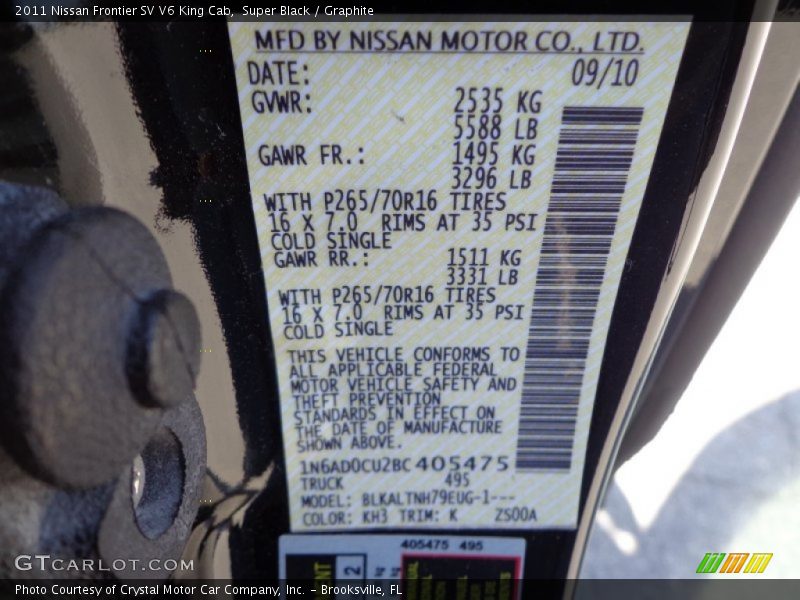 2011 Nissan Frontier SV V6 King Cab,  Super Black / Graphite
MFD BY NISSAN MOTOR CO., LTD.
DATE: 09/10
GVWR: 2535 KG
5588 LB
GAWR FR.: 1495 KG
3296 LB
WITH P265/70R16 TIRES
16 X 7.0 RIMS AT 35 PSI
COLD SINGLE
GAWR RR.: 1511 KG
3331 LB
WITH P265/70R16 TIRES
16 X 7.0 RIMS AT 35 PSI
COLD SINGLE
THIS VEHICLE CONFORMS TO
ALL APPLICABLE FEDERAL
MOTOR VEHICLE SAFETY AND
THEFT PREVENTION
STANDARDS IN EFFECT ON
THE DATE OF MANUFACTURE
SHOWN ABOVE.
1N6AD0CU2BC405475
TRUCK 495
MODEL: BLKALTNH79EUG-1---
COLOR: KH3 TRIM: K ZS00A
405475 495
2
GTcarlot.com
Photo Courtesy of Crystal Motor Car Company, Inc. – Brooksville, FL